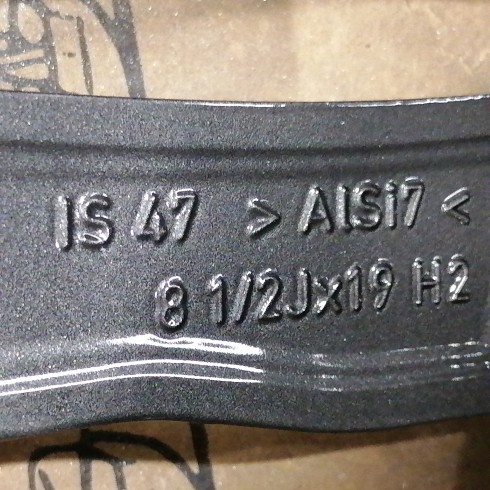 IS 47 > AlSi7 <
8 1/2Jx19 H2